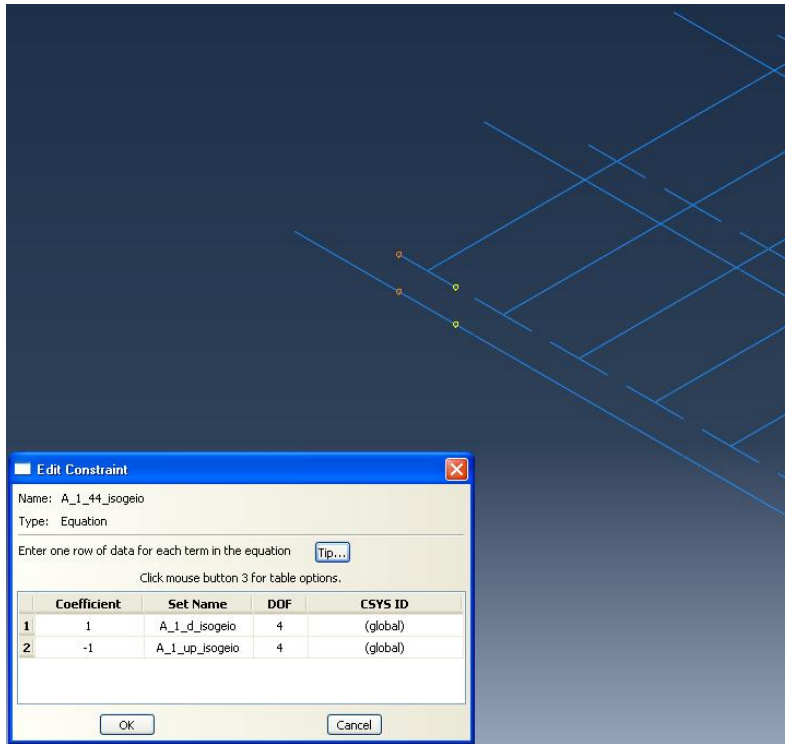 Edit Constraint
Name: A_1_44_isogeio
Type: Equation
Enter one row of data for each term in the equation Tip...
Click mouse button 3 for table options.
Coefficient Set Name DOF CSYS ID
1 1 A_1_d_isogeio 4 (global)
2 -1 A_1_up_isogeio 4 (global)
OK Cancel